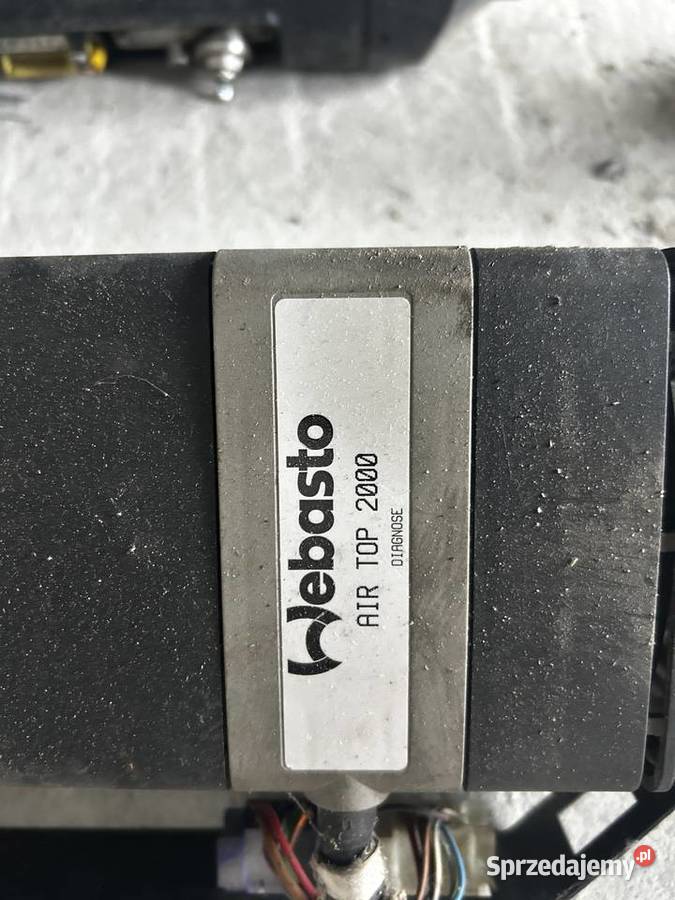 Webasto
AIR TOP 2000
DIAGNOSE
Sprzedajemy.pl